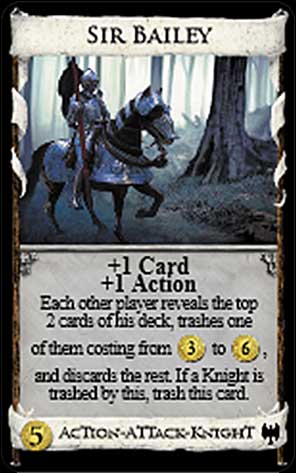 SIR BAILEY
+1 Card
+1 Action
Each other player reveals the top
2 cards of his deck, trashes one
of them costing from 3 to 6,
and discards the rest. If a Knight is
trashed by this, trash this card.
5 ACTION-ATTACK-KNIGHT